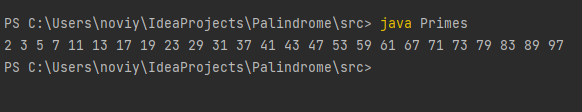 PS C:\Users\noviy\IdeaProjects\Palindrome\src> java Primes
2 3 5 7 11 13 17 19 23 29 31 37 41 43 47 53 59 61 67 71 73 79 83 89 97
PS C:\Users\noviy\IdeaProjects\Palindrome\src>